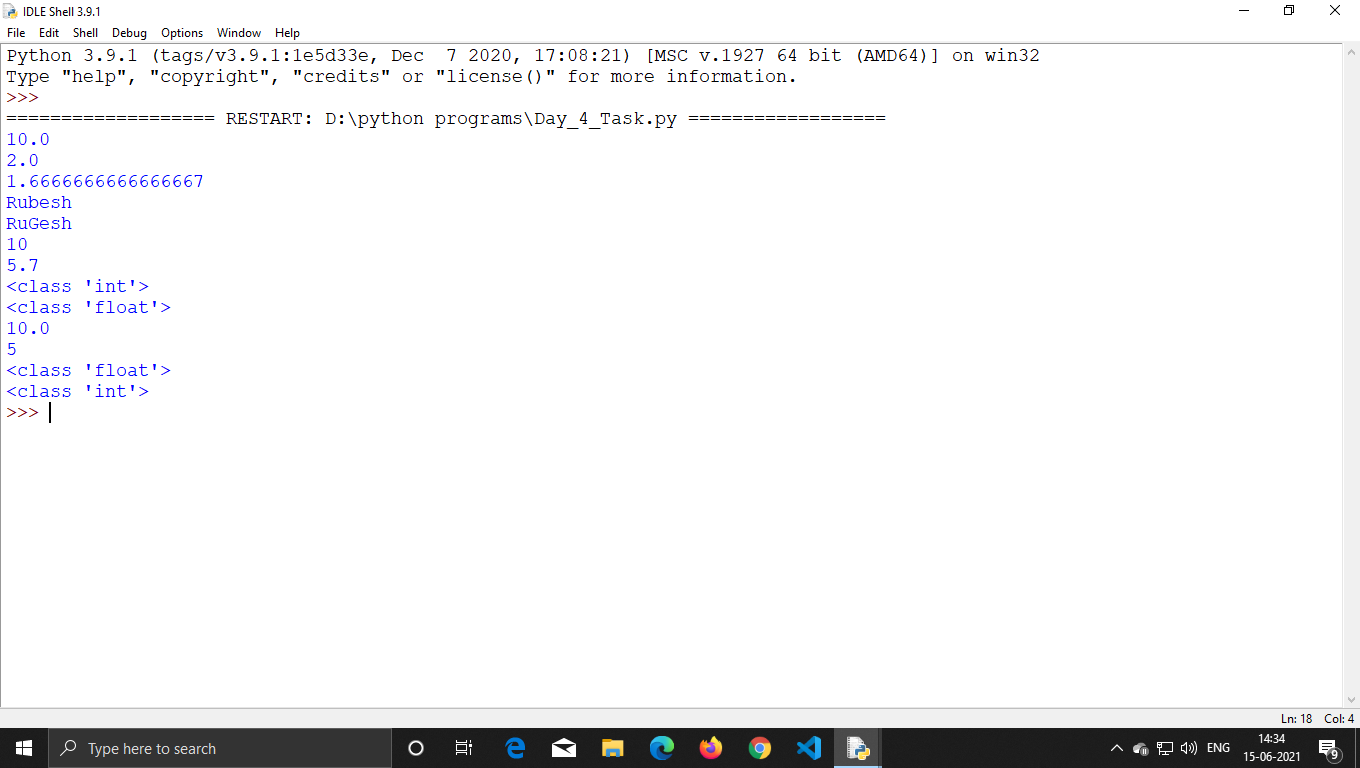 IDLE Shell 3.9.1
File Edit Shell Debug Options Window Help
Python 3.9.1 (tags/v3.9.1:1e5d33e, Dec  7 2020, 17:08:21) [MSC v.1927 64 bit (AMD64)] on win32
Type "help", "copyright", "credits" or "license()" for more information.
>>>
=================== RESTART: D:\python programs\Day_4_Task.py ==================
10.0
2.0
1.6666666666666667
Rubesh
RuGesh
10
5.7
<class 'int'>
<class 'float'>
10.0
5
<class 'float'>
<class 'int'>
>>>
Ln: 18 Col: 4
Type here to search
ENG
14:34
15-06-2021
9